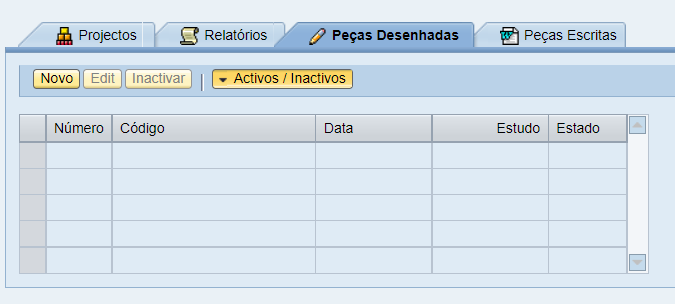 Projectos Relatórios Peças Desenhadas Peças Escritas
Novo Edit Inactivar Activos / Inactivos
Número Código Data Estudo Estado